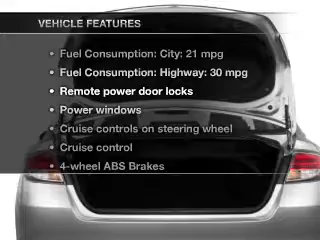 VEHICLE FEATURES
• Fuel Consumption: City: 21 mpg
• Fuel Consumption: Highway: 30 mpg
• Remote power door locks
• Power windows
• Cruise controls on steering wheel
• Cruise control
• 4-wheel ABS Brakes